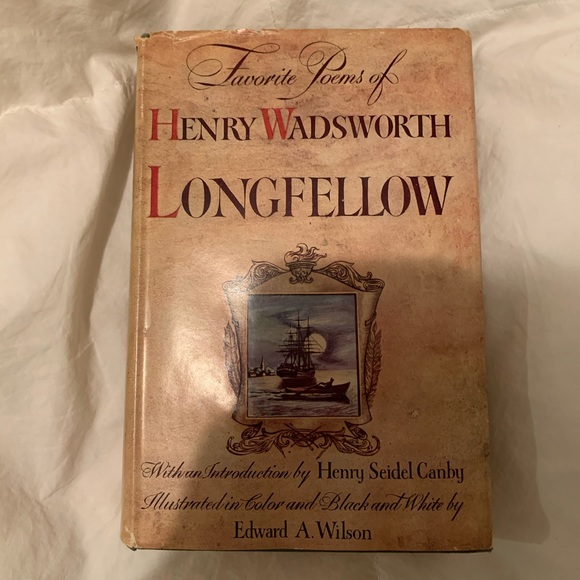 Favorite Poems of
HENRY WADSWORTH
LONGFELLOW
With an Introduction by Henry Seidel Canby
Illustrated in Color and Black and White by
Edward A. Wilson